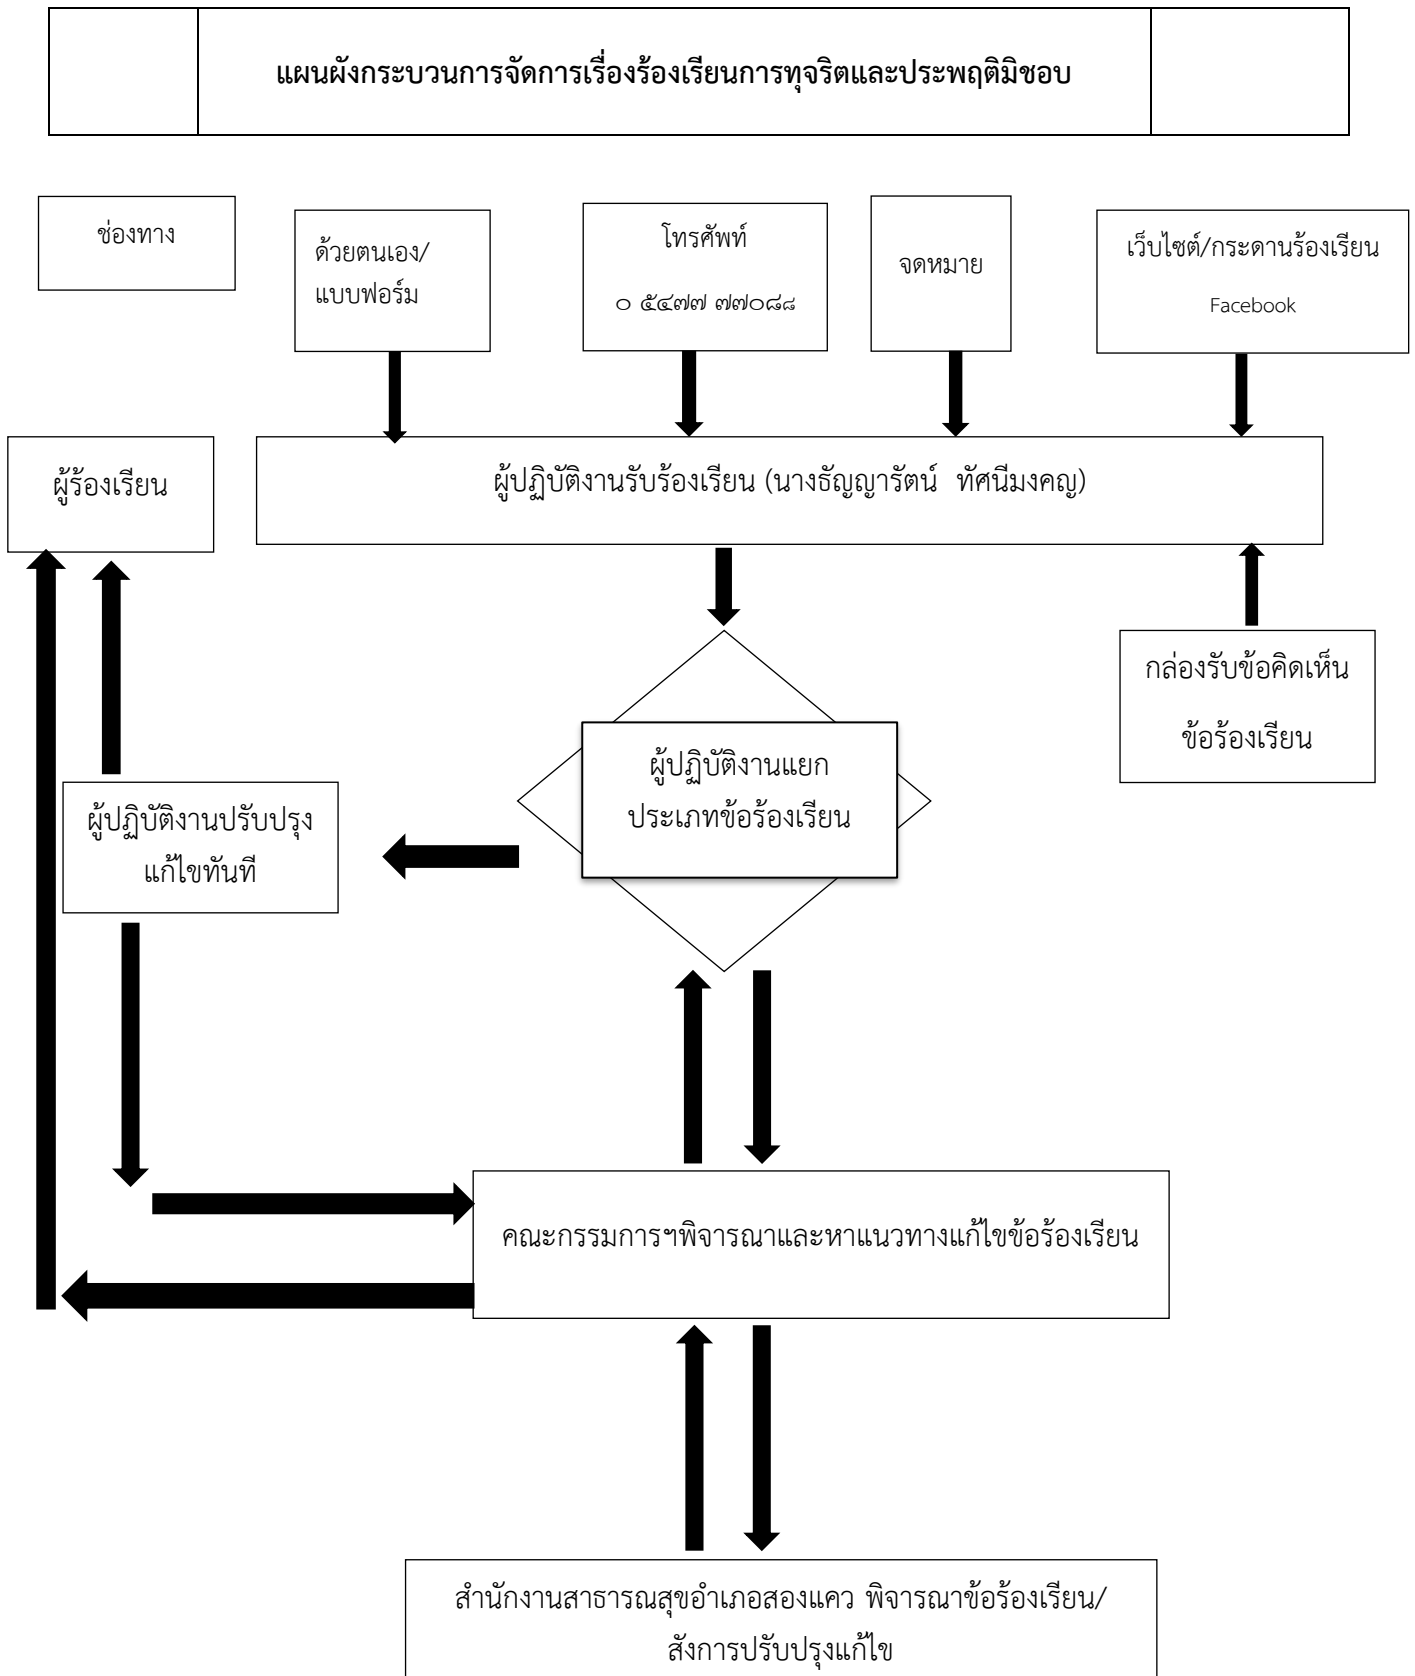 แผนผังกระบวนการจัดการเรื่องร้องเรียนการทุจริตและประพฤติมิชอบ
ช่องทาง
ด้วยตนเอง/
แบบฟอร์ม
โทรศัพท์
๐ ๕๔๗๗ ๗๗๐๘๘
จดหมาย
เว็บไซต์/กระดานร้องเรียน
Facebook
ผู้ร้องเรียน
ผู้ปฏิบัติงานรับร้องเรียน (นางธัญญารัตน์ ทัศนีมงคญ)
กล่องรับข้อคิดเห็น
ข้อร้องเรียน
ผู้ปฏิบัติงานแยก
ประเภทข้อร้องเรียน
ผู้ปฏิบัติงานปรับปรุง
แก้ไขทันที
คณะกรรมการฯพิจารณาและหาแนวทางแก้ไขข้อร้องเรียน
สำนักงานสาธารณสุขอำเภอสองแคว พิจารณาข้อร้องเรียน/
สังการปรับปรุงแก้ไข